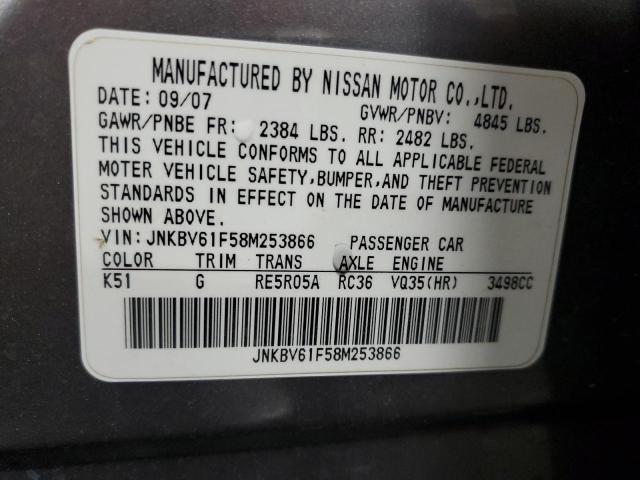 MANUFACTURED BY NISSAN MOTOR CO.,LTD.
DATE: 09/07 GVWR/PNBV: 4845 LBS.
GAWR/PNBE FR: 2384 LBS. RR: 2482 LBS.
THIS VEHICLE CONFORMS TO ALL APPLICABLE FEDERAL
MOTER VEHICLE SAFETY,BUMPER,AND THEFT PREVENTION
STANDARDS IN EFFECT ON THE DATE OF MANUFACTURE
SHOWN ABOVE.
VIN: JNKBV61F58M253866 PASSENGER CAR
COLOR TRIM TRANS AXLE ENGINE
K51 G RE5R05A RC36 VQ35(HR) 3498CC
JNKBV61F58M253866